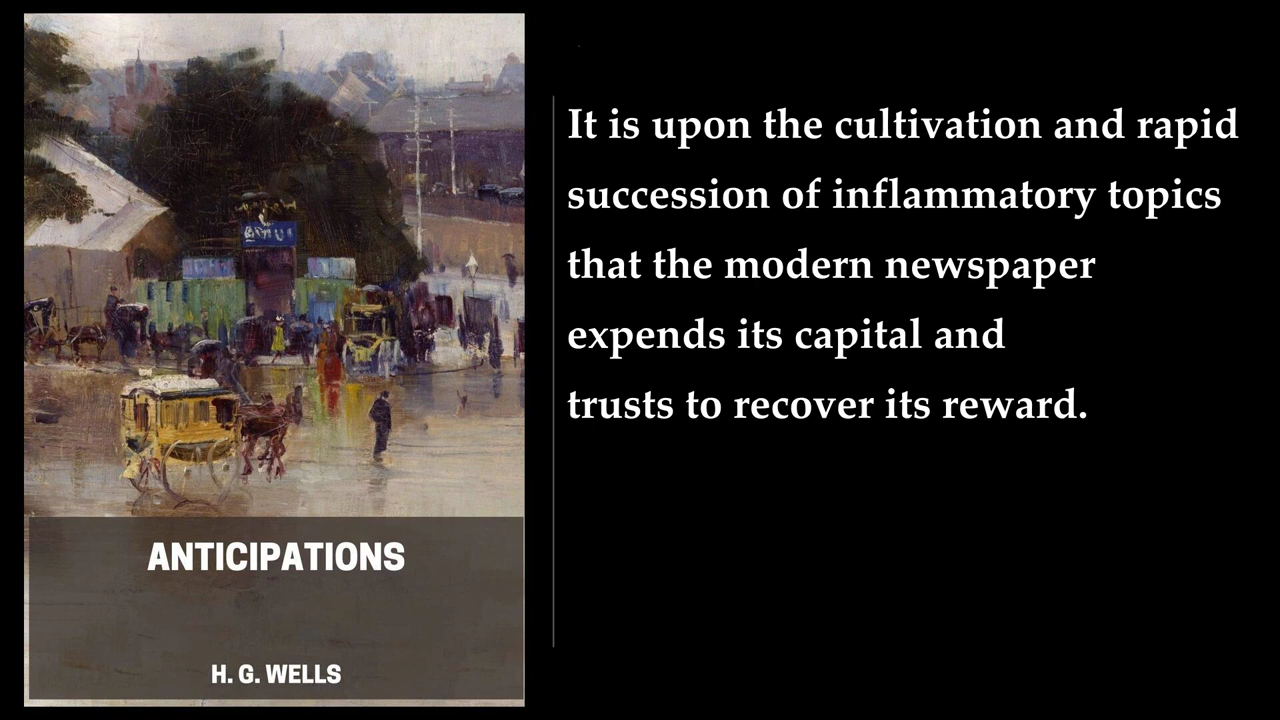 ANTICIPATIONS
H. G. WELLS
It is upon the cultivation and rapid
succession of inflammatory topics
that the modern newspaper
expends its capital and
trusts to recover its reward.